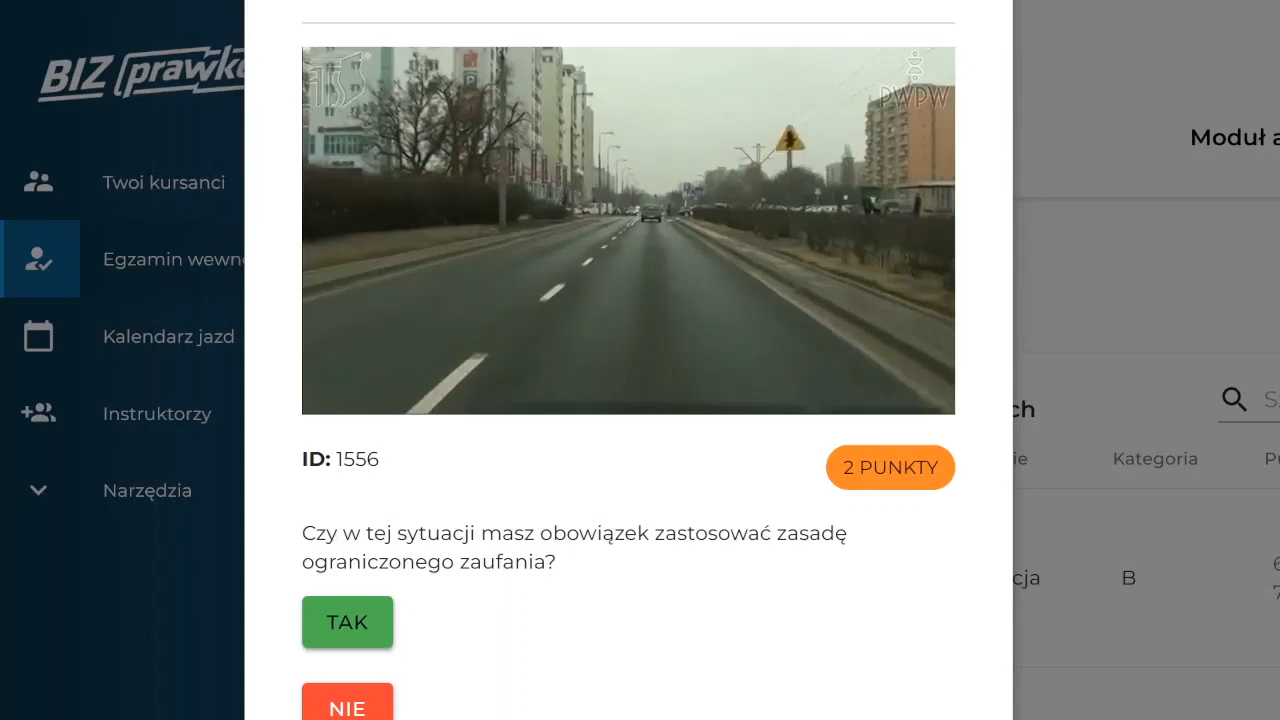 BIZ prawko
Moduł a
Twoi kursanci
Egzamin wewn
Kalendarz jazd
Instruktorzy
Narzędzia
PWPW
ID: 1556
2 PUNKTY
Czy w tej sytuacji masz obowiązek zastosować zasadę
ograniczonego zaufania?
TAK
NIE
ch
ie
Kategoria
cja
B